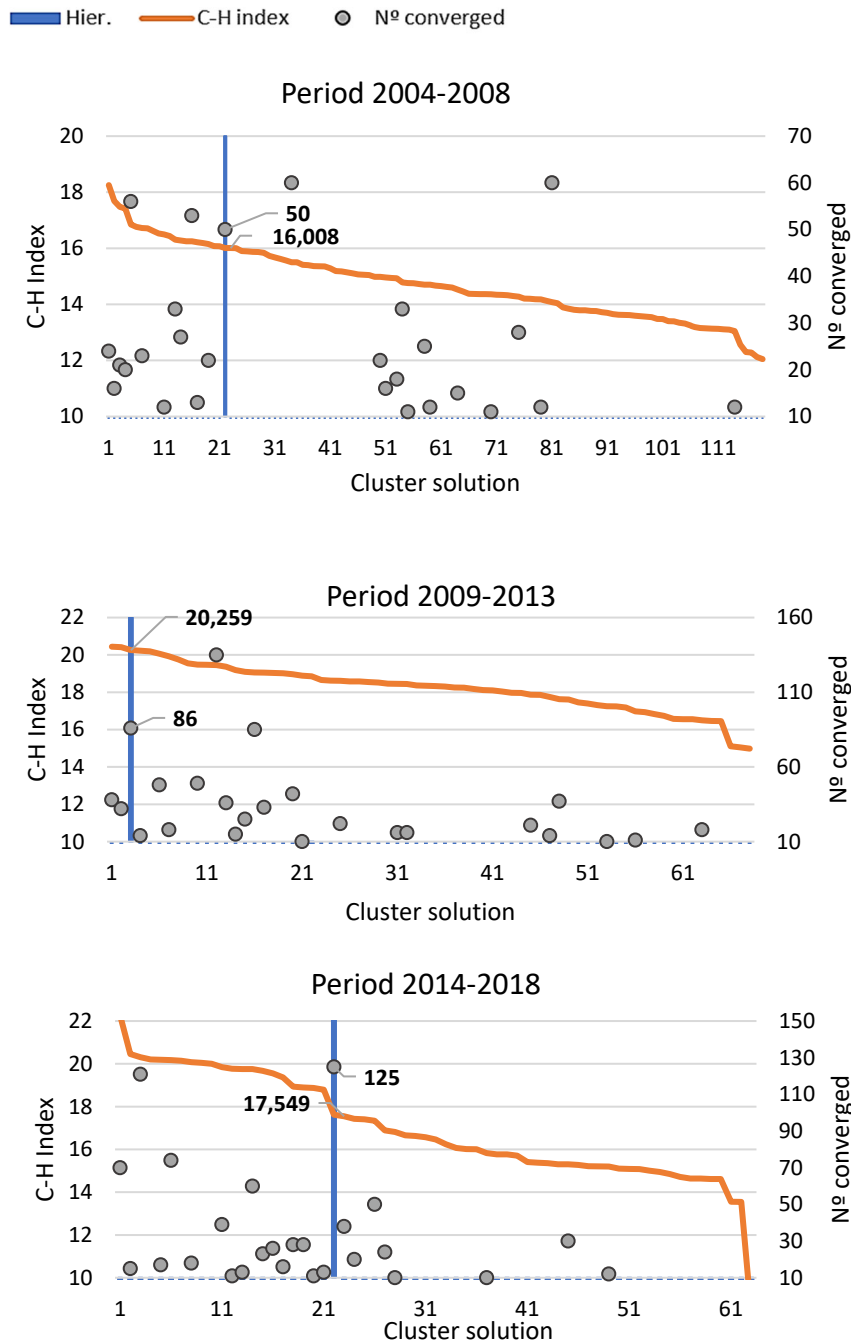 Hier. C-H index Nº converged
Period 2004-2008
20 70
18 60
16 50
14 40
12 30
10 20
10
50
16,008
C-H Index
Nº converged
1 11 21 31 41 51 61 71 81 91 101 111
Cluster solution
Period 2009-2013
22 160
20 110
18 60
16 10
14
12
10
20,259
86
C-H Index
Nº converged
1 11 21 31 41 51 61
Cluster solution
Period 2014-2018
22 150
20 130
18 110
16 90
14 70
12 50
10 30
10
125
17,549
C-H Index
Nº converged
1 11 21 31 41 51 61
Cluster solution